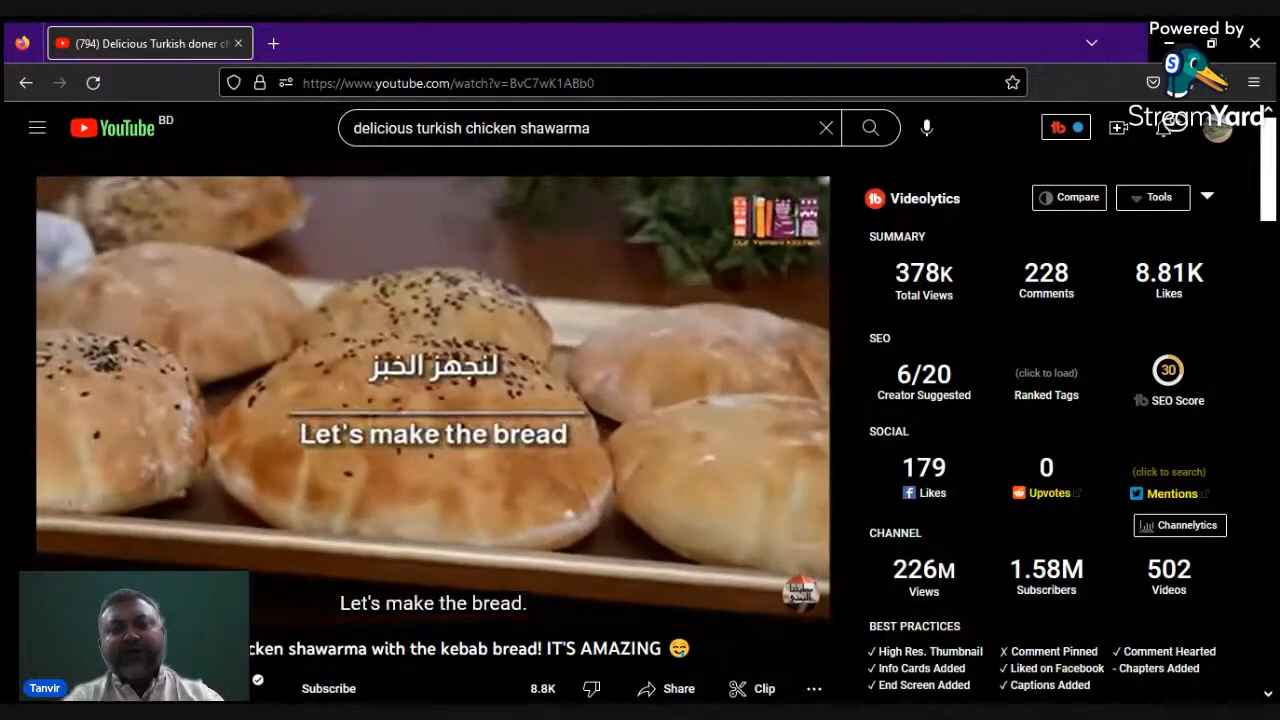 Powered by
StreamYard
(794) Delicious Turkish doner ch
https://www.youtube.com/watch?v=BvC7wK1ABb0
YouTube BD
delicious turkish chicken shawarma
Our Yemeni Kitchen
لنجهز الخبز
Let's make the bread
Let's make the bread.
cken shawarma with the kebab bread! IT'S AMAZING
Subscribe
8.8K
Share
Clip
Tanvir
Videolytics
Compare
Tools
SUMMARY
378K 228 8.81K
Total Views Comments Likes
SEO
6/20 (click to load) 30
Creator Suggested Ranked Tags SEO Score
SOCIAL
179 0 (click to search)
Likes Upvotes Mentions
Channelytics
CHANNEL
226M 1.58M 502
Views Subscribers Videos
BEST PRACTICES
✓ High Res. Thumbnail ✗ Comment Pinned ✓ Comment Hearted
✓ Info Cards Added ✓ Liked on Facebook - Chapters Added
✓ End Screen Added ✓ Captions Added